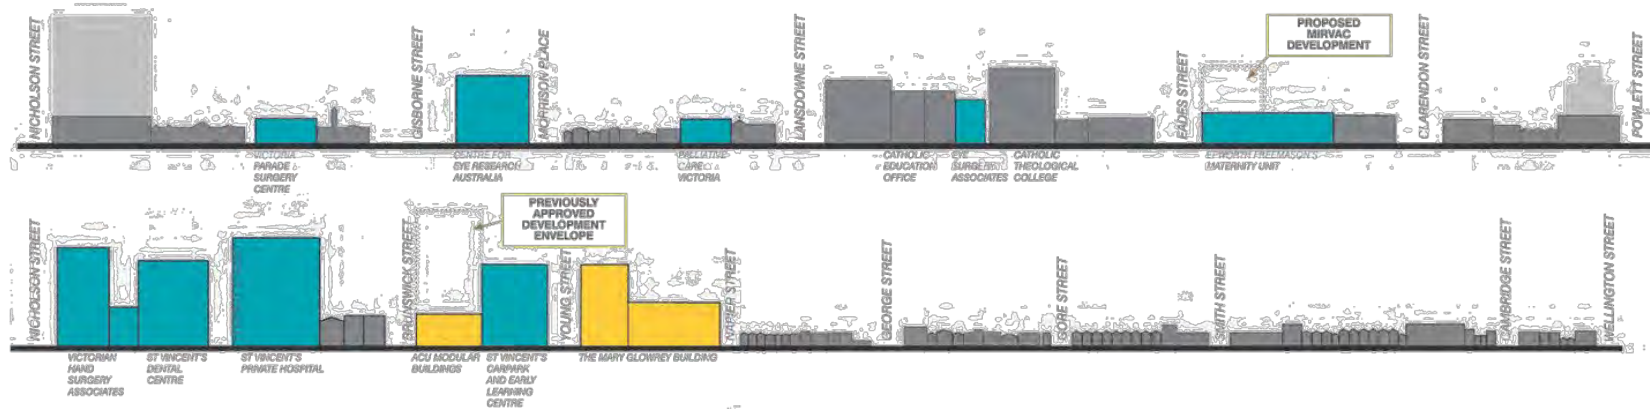 NICHOLSON STREET
VICTORIA
PARADE
SURGERY
CENTRE
GISBORNE STREET
CENTRE FOR
EYE RESEARCH
AUSTRALIA
MORRISON PLACE
PALLIATIVE
CARE
VICTORIA
LANSDOWNE STREET
CATHOLIC
EDUCATION
OFFICE
EYE
SURGERY
ASSOCIATES
CATHOLIC
THEOLOGICAL
COLLEGE
EADES STREET
EPWORTH FREEMASON'S
MATERNITY UNIT
PROPOSED
MIRVAC
DEVELOPMENT
CLARENDON STREET
POWLETT STREET
NICHOLSON STREET
VICTORIAN
HAND
SURGERY
ASSOCIATES
ST VINCENT'S
DENTAL
CENTRE
ST VINCENT'S
PRIVATE HOSPITAL
BRUNSWICK STREET
ACU MODULAR
BUILDINGS
PREVIOUSLY
APPROVED
DEVELOPMENT
ENVELOPE
ST VINCENT'S
CARPARK
AND EARLY
LEARNING
CENTRE
YOUNG STREET
THE MARY GLOWREY BUILDING
NAPIER STREET
GEORGE STREET
GORE STREET
SMITH STREET
CAMBRIDGE STREET
WELLINGTON STREET